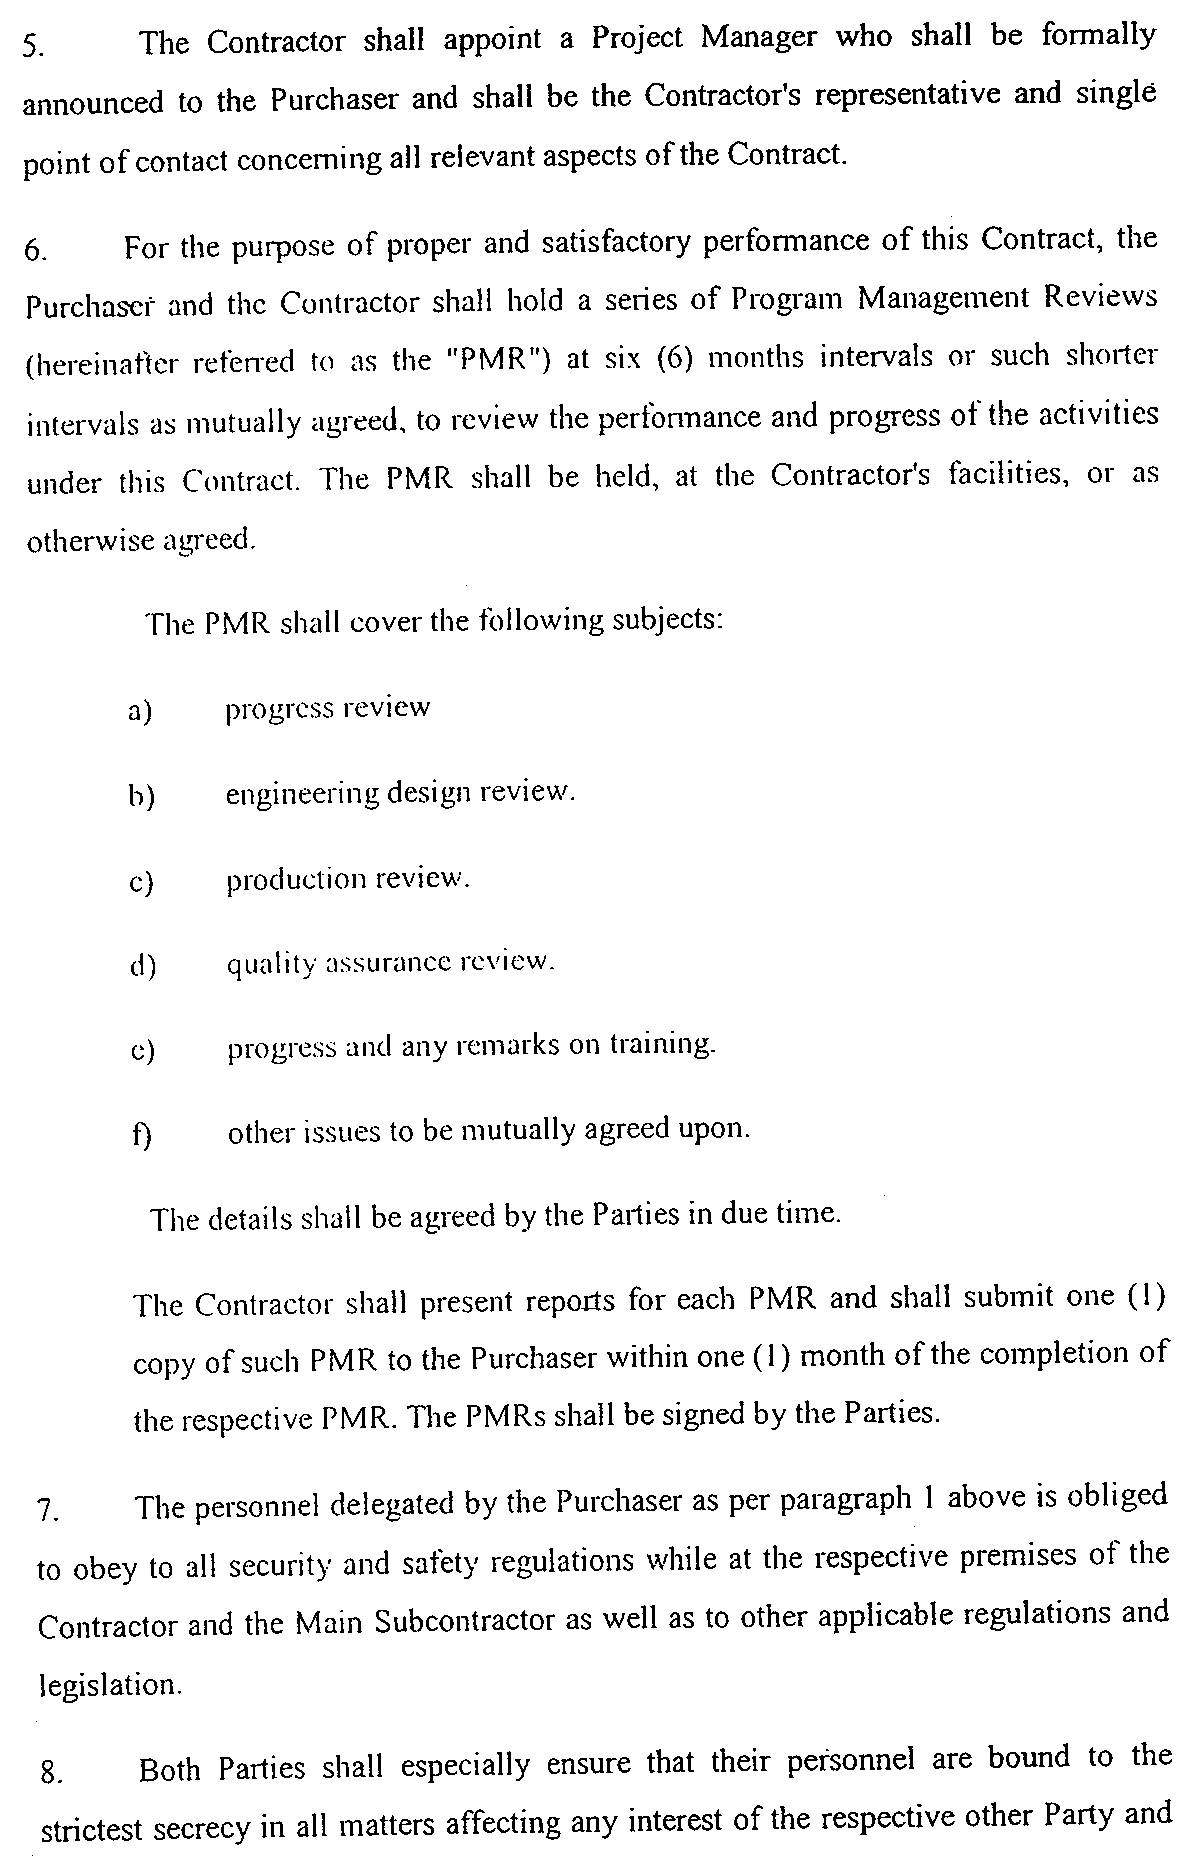 5. The Contractor shall appoint a Project Manager who shall be formally
announced to the Purchaser and shall be the Contractor's representative and single
point of contact concerning all relevant aspects of the Contract.
6. For the purpose of proper and satisfactory performance of this Contract, the
Purchaser and the Contractor shall hold a series of Program Management Reviews
(hereinafter referred to as the "PMR") at six (6) months intervals or such shorter
intervals as mutually agreed, to review the performance and progress of the activities
under this Contract. The PMR shall be held, at the Contractor's facilities, or as
otherwise agreed.
The PMR shall cover the following subjects:
a) progress review
b) engineering design review.
c) production review.
d) quality assurance review.
e) progress and any remarks on training.
f) other issues to be mutually agreed upon.
The details shall be agreed by the Parties in due time.
The Contractor shall present reports for each PMR and shall submit one (1)
copy of such PMR to the Purchaser within one (1) month of the completion of
the respective PMR. The PMRs shall be signed by the Parties.
7. The personnel delegated by the Purchaser as per paragraph 1 above is obliged
to obey to all security and safety regulations while at the respective premises of the
Contractor and the Main Subcontractor as well as to other applicable regulations and
legislation.
8. Both Parties shall especially ensure that their personnel are bound to the
strictest secrecy in all matters affecting any interest of the respective other Party and